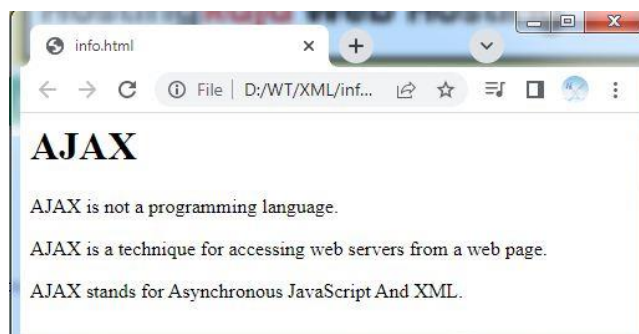 info.html
File
D:/WT/XML/inf...
AJAX
AJAX is not a programming language.
AJAX is a technique for accessing web servers from a web page.
AJAX stands for Asynchronous JavaScript And XML.